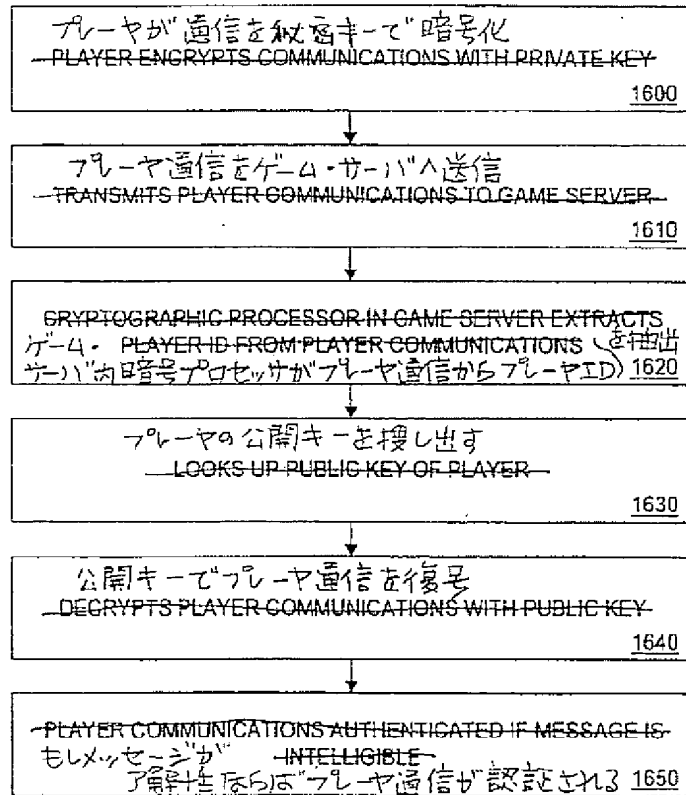 プレーヤが通信を秘密キーで暗号化
PLAYER ENCRYPTS COMMUNICATIONS WITH PRIVATE KEY
1600
プレーヤ通信をゲーム・サーバへ送信
TRANSMITS PLAYER COMMUNICATIONS TO GAME SERVER
1610
CRYPTOGRAPHIC PROCESSOR IN GAME SERVER EXTRACTS
ゲーム・ PLAYER ID FROM PLAYER COMMUNICATIONS を抽出
サーバ内暗号プロセッサがプレーヤ通信からプレーヤID
1620
プレーヤの公開キーを捜し出す
LOOKS UP PUBLIC KEY OF PLAYER
1630
公開キーでプレーヤ通信を復号
DECRYPTS PLAYER COMMUNICATIONS WITH PUBLIC KEY
1640
PLAYER COMMUNICATIONS AUTHENTICATED IF MESSAGE IS
もしメッセージが INTELLIGIBLE
了解性ならばプレーヤ通信が認証される 1650